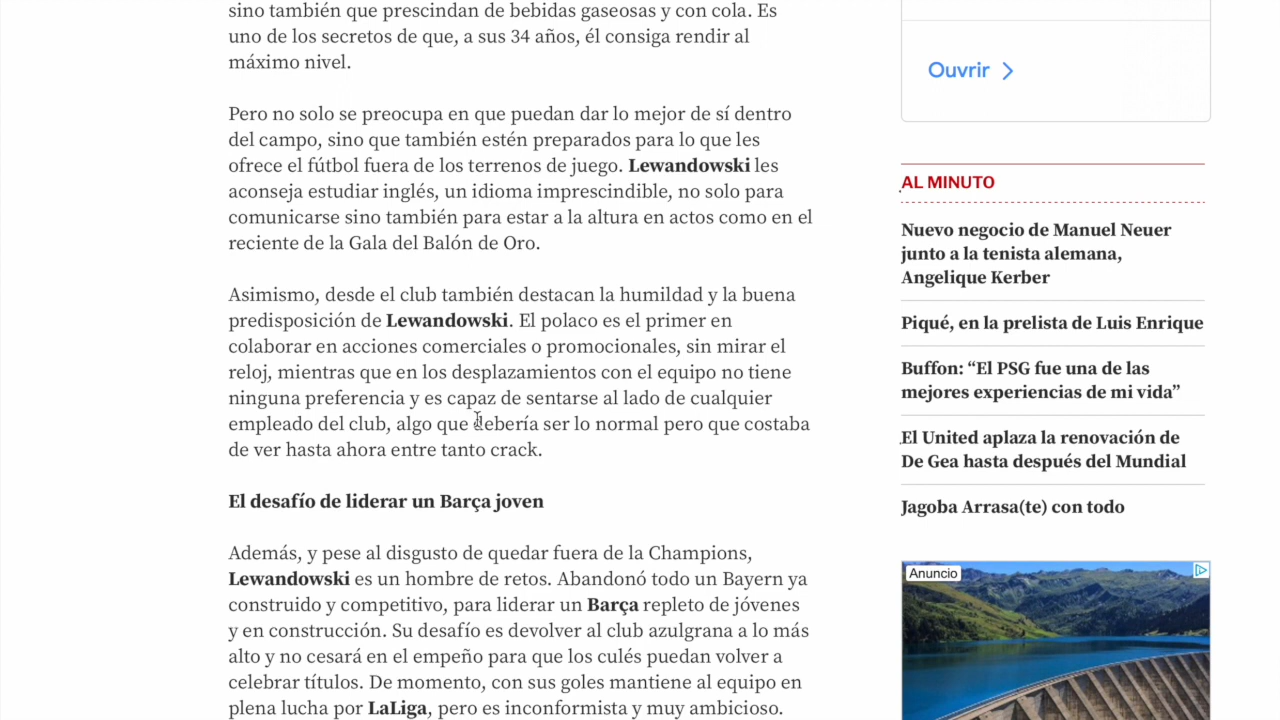 sino también que prescindan de bebidas gaseosas y con cola. Es
uno de los secretos de que, a sus 34 años, él consiga rendir al
máximo nivel.
Pero no solo se preocupa en que puedan dar lo mejor de sí dentro
del campo, sino que también estén preparados para lo que les
ofrece el fútbol fuera de los terrenos de juego. Lewandowski les
aconseja estudiar inglés, un idioma imprescindible, no solo para
comunicarse sino también para estar a la altura en actos como en el
reciente de la Gala del Balón de Oro.
Asimismo, desde el club también destacan la humildad y la buena
predisposición de Lewandowski. El polaco es el primer en
colaborar en acciones comerciales o promocionales, sin mirar el
reloj, mientras que en los desplazamientos con el equipo no tiene
ninguna preferencia y es capaz de sentarse al lado de cualquier
empleado del club, algo que debería ser lo normal pero que costaba
de ver hasta ahora entre tanto crack.
El desafío de liderar un Barça joven
Además, y pese al disgusto de quedar fuera de la Champions,
Lewandowski es un hombre de retos. Abandonó todo un Bayern ya
construido y competitivo, para liderar un Barça repleto de jóvenes
y en construcción. Su desafío es devolver al club azulgrana a lo más
alto y no cesará en el empeño para que los culés puedan volver a
celebrar títulos. De momento, con sus goles mantiene al equipo en
plena lucha por LaLiga, pero es inconformista y muy ambicioso.
Ouvrir
AL MINUTO
Nuevo negocio de Manuel Neuer
junto a la tenista alemana,
Angelique Kerber
Piqué, en la prelista de Luis Enrique
Buffon: “El PSG fue una de las
mejores experiencias de mi vida”
El United aplaza la renovación de
De Gea hasta después del Mundial
Jagoba Arrasa(te) con todo
Anuncio